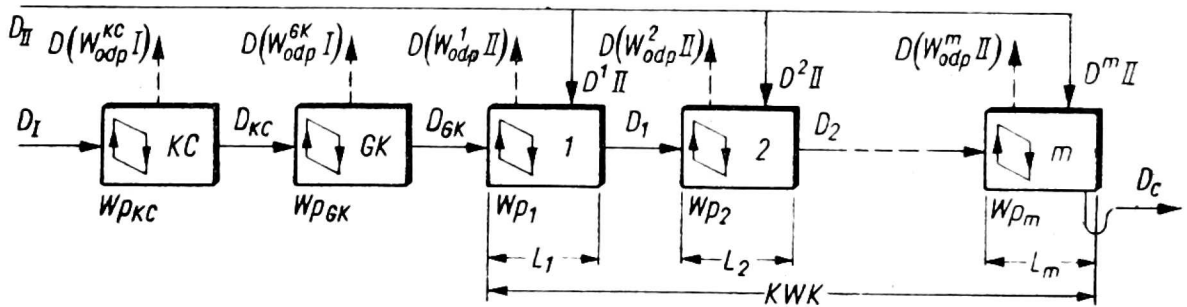 D_II D(W_odp^KC I) D(W_odp^GK I) D(W_odp^1 II) D(W_odp^2 II) D(W_odp^m II)
D^1 II D^2 II D^m II
D_I D_KC D_GK D_1 D_2
KC GK 1 2 m
D_C
Wp_KC Wp_GK Wp_1 Wp_2 Wp_m
L_1 L_2 L_m
KWK